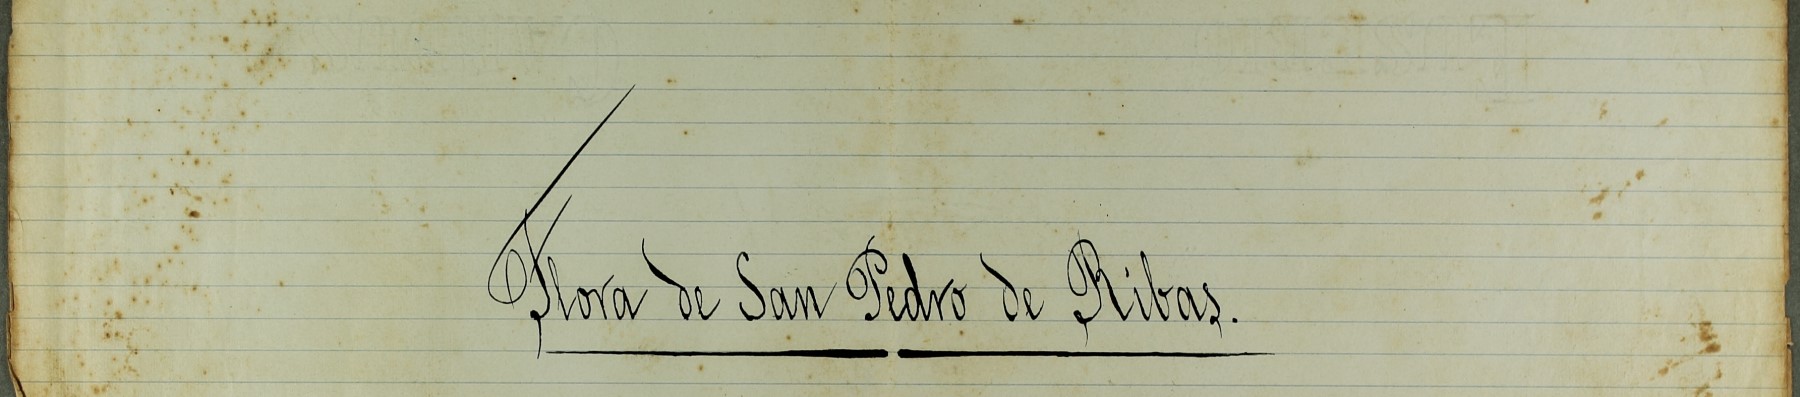 Flora de San Pedro de Ribas.